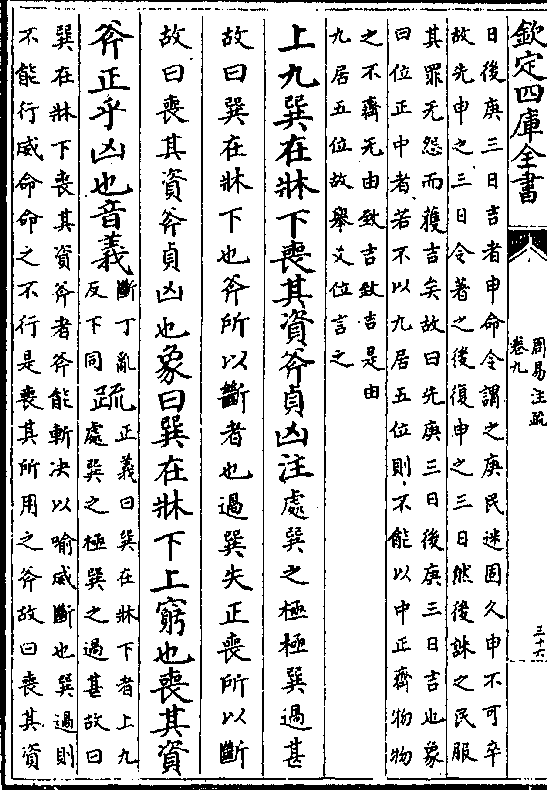 欽定四庫全書
周易注疏
卷九
三十六
日後庚三日吉者申命令謂之庚民迷固久申不可卒
故先申之三日令著之後復申之三日然後誅之民服
其罪无怨而獲吉矣故曰先庚三日後庚三日吉也象
曰位正中者若不以九居五位則不能以中正齊物物
之不齊无由致吉致吉是由
九居五位故舉爻位言之
上九巽在牀下喪其資斧貞凶注處巽之極極巽過甚
故曰巽在牀下也斧所以斷者也過巽失正喪所以斷
故曰喪其資斧貞凶也象曰巽在牀下上窮也喪其資
斧正乎凶也音義
斷丁亂
反下同
疏
正義曰巽在牀下者上九
處巽之極巽之過甚故曰
巽在牀下喪其資斧者斧能斬决以喻威斷也巽過則
不能行威命命之不行是喪其所用之斧故曰喪其資